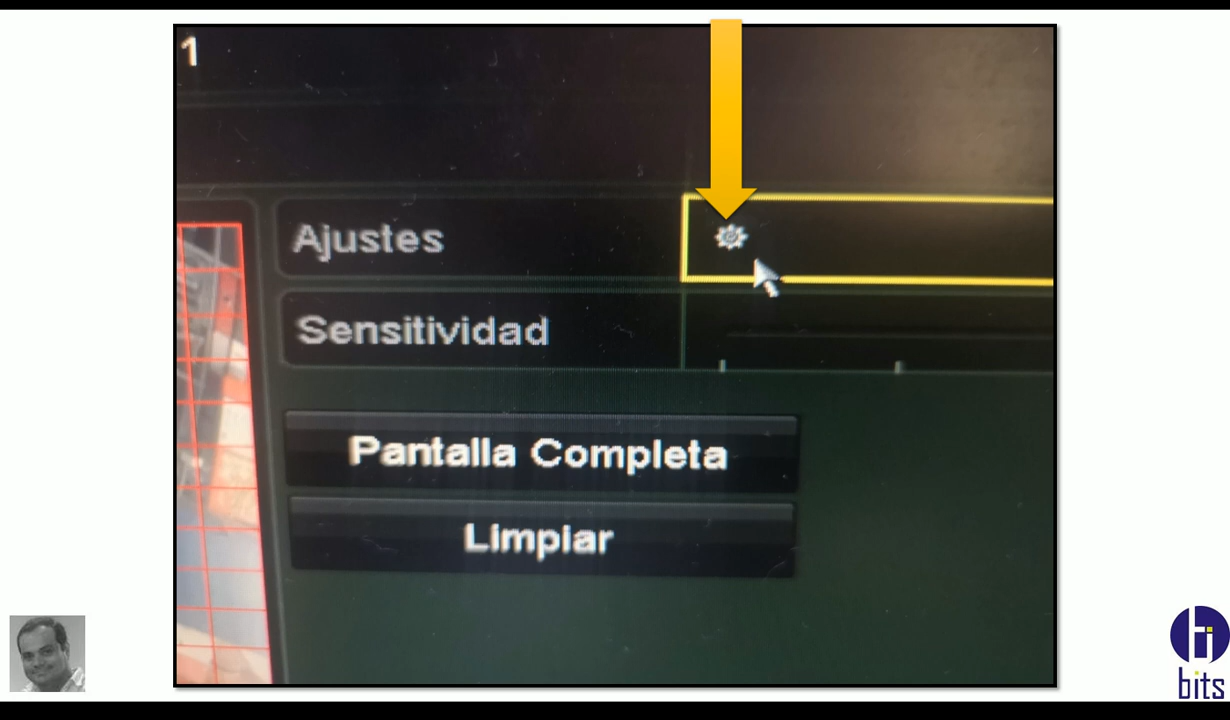 1
Ajustes
Sensitividad
Pantalla Completa
Limpiar
bits